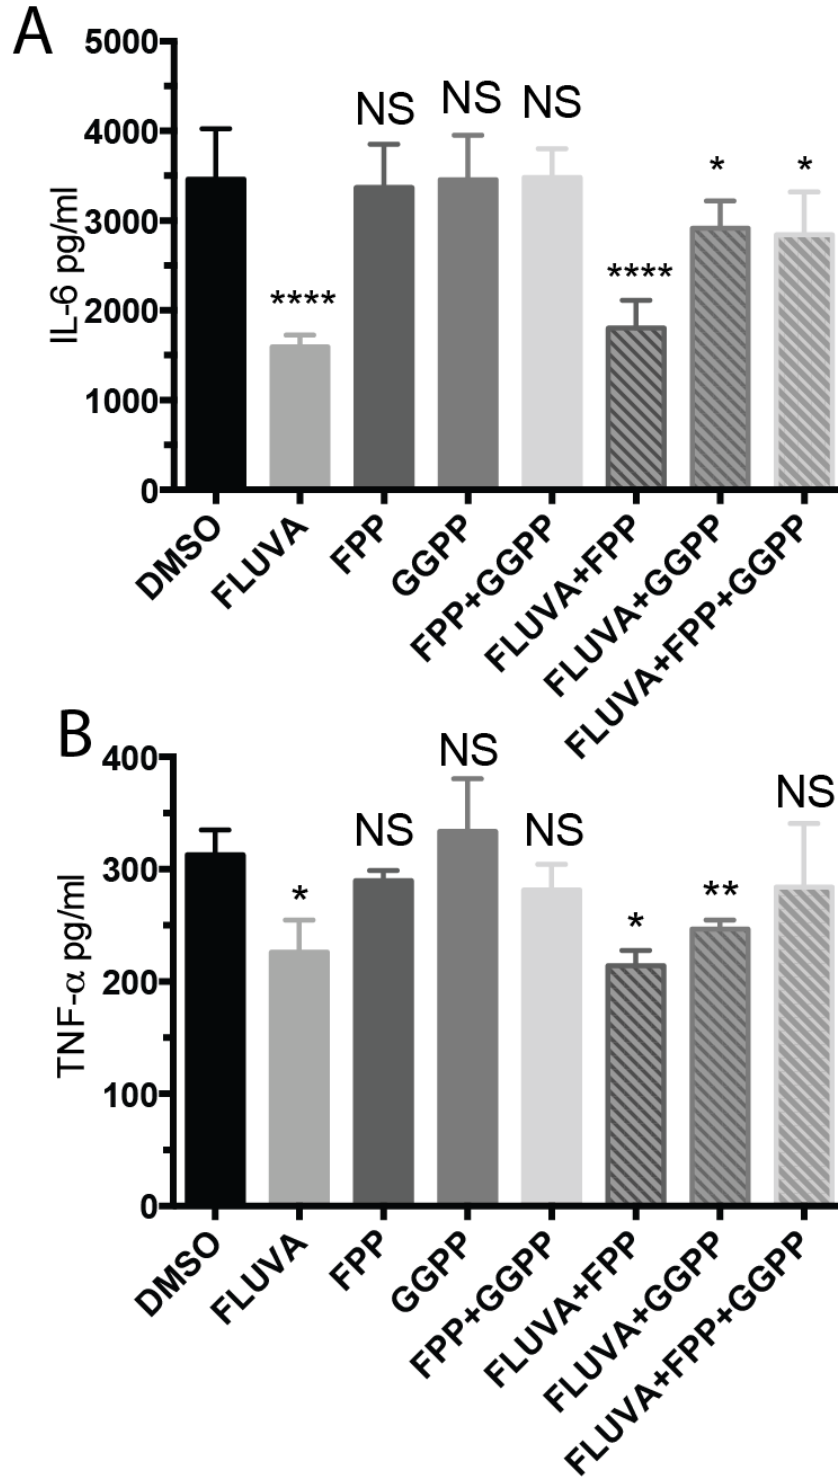 A
5000
4000
3000
2000
1000
0
IL-6 pg/ml
NS
NS
NS
*
*
****
****
DMSO
FLUVA
FPP
GGPP
FPP+GGPP
FLUVA+FPP
FLUVA+GGPP
FLUVA+FPP+GGPP
B
400
300
200
100
0
TNF-α pg/ml
NS
NS
NS
NS
*
*
**
DMSO
FLUVA
FPP
GGPP
FPP+GGPP
FLUVA+FPP
FLUVA+GGPP
FLUVA+FPP+GGPP